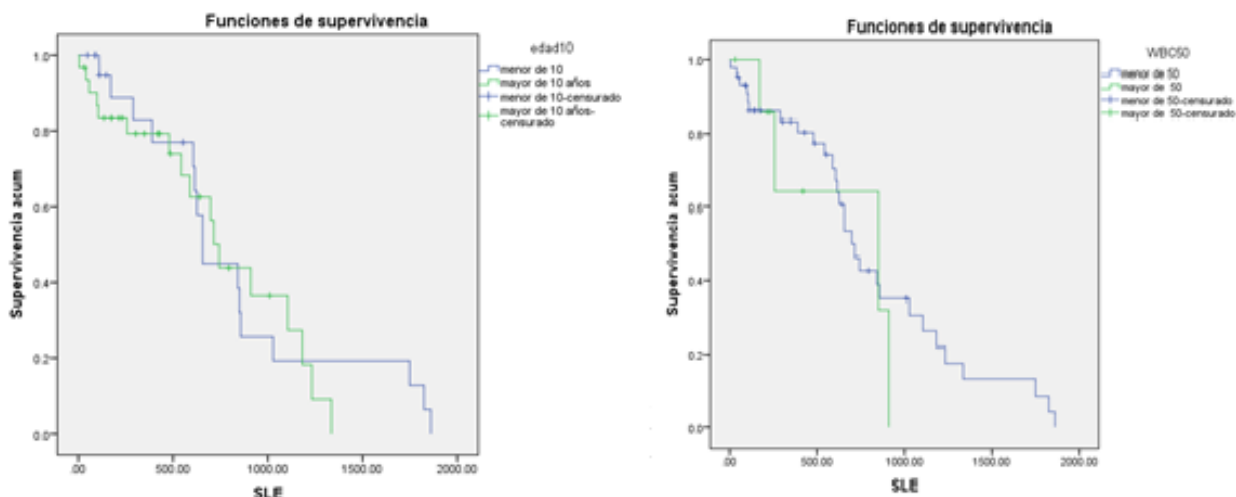 Funciones de supervivencia
edad10
menor de 10
mayor de 10 años
menor de 10-censurado
mayor de 10 años-
censurado
Supervivencia acum
1.0
0.8
0.6
0.4
0.2
0.0
.00 500.00 1000.00 1500.00 2000.00
SLE
Funciones de supervivencia
WBC50
menor de 50
mayor de 50
menor de 50-censurado
mayor de 50-censurado
Supervivencia acum
1.0
0.8
0.6
0.4
0.2
0.0
.00 500.00 1000.00 1500.00 2000.00
SLE